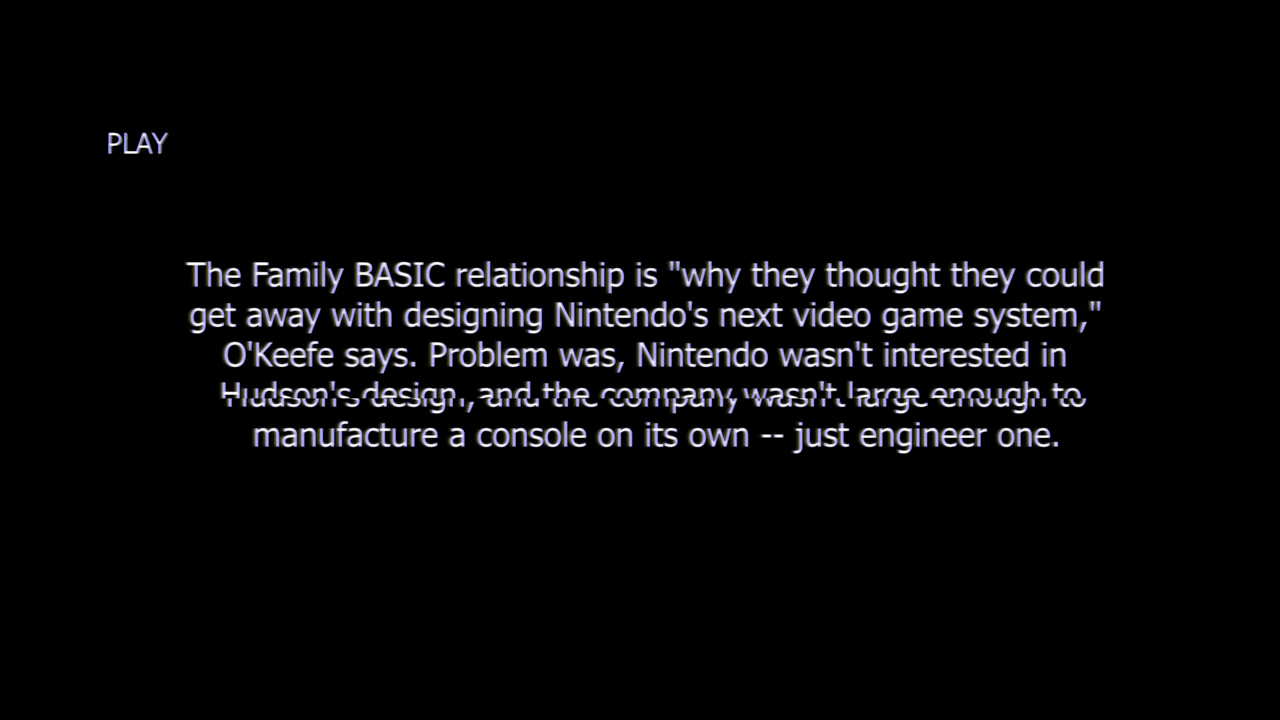 PLAY
The Family BASIC relationship is "why they thought they could
get away with designing Nintendo's next video game system,"
O'Keefe says. Problem was, Nintendo wasn't interested in
Hudson's design, and the company wasn't large enough to
manufacture a console on its own -- just engineer one.